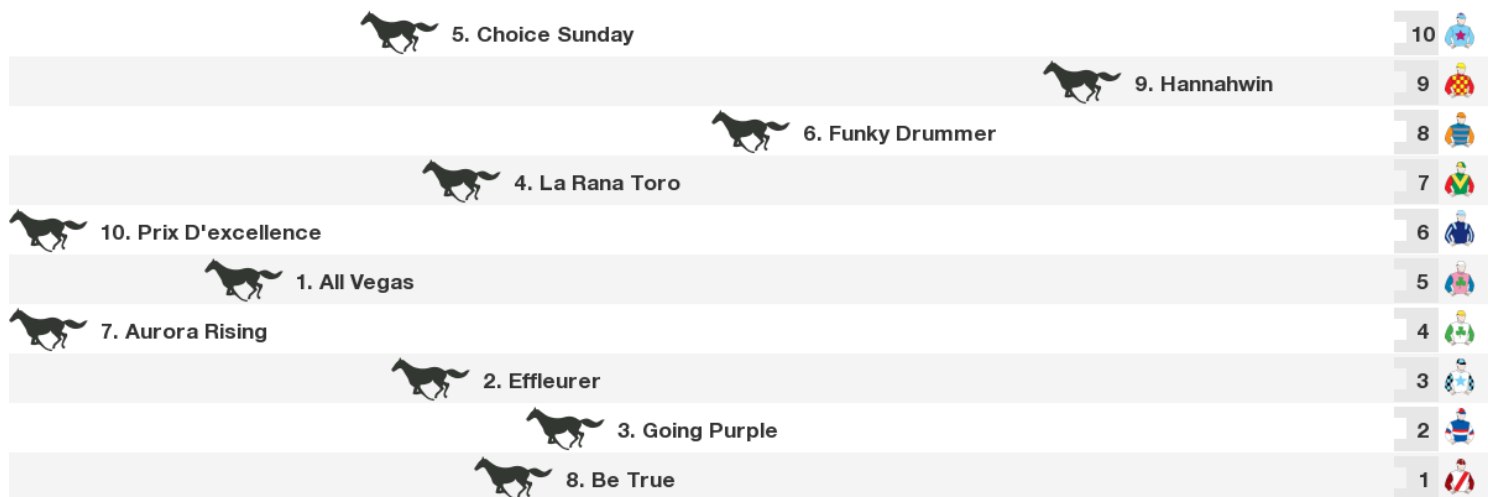 5. Choice Sunday 10
9. Hannahwin 9
6. Funky Drummer 8
4. La Rana Toro 7
10. Prix D'excellence 6
1. All Vegas 5
7. Aurora Rising 4
2. Effleurer 3
3. Going Purple 2
8. Be True 1